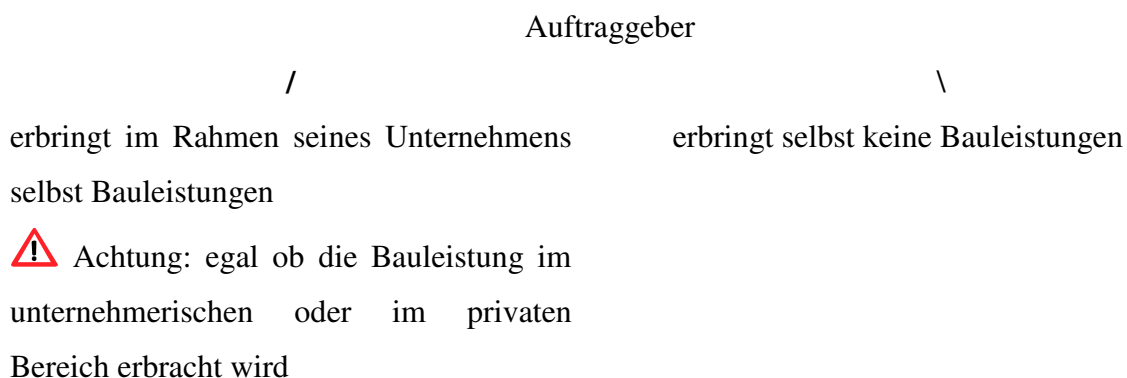 Auftraggeber
/ \
erbringt im Rahmen seines Unternehmens
selbst Bauleistungen
Achtung: egal ob die Bauleistung im
unternehmerischen oder im privaten
Bereich erbracht wird
erbringt selbst keine Bauleistungen